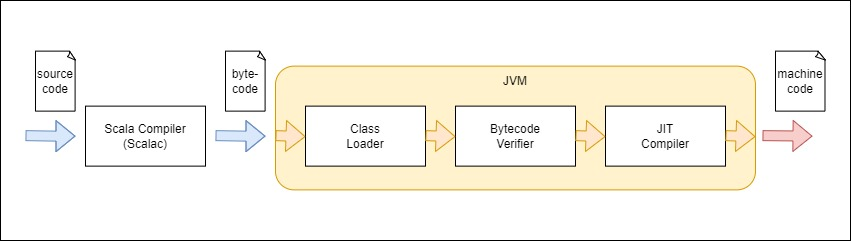 source
code
Scala Compiler
(Scalac)
byte-
code
JVM
Class
Loader
Bytecode
Verifier
JIT
Compiler
machine
code